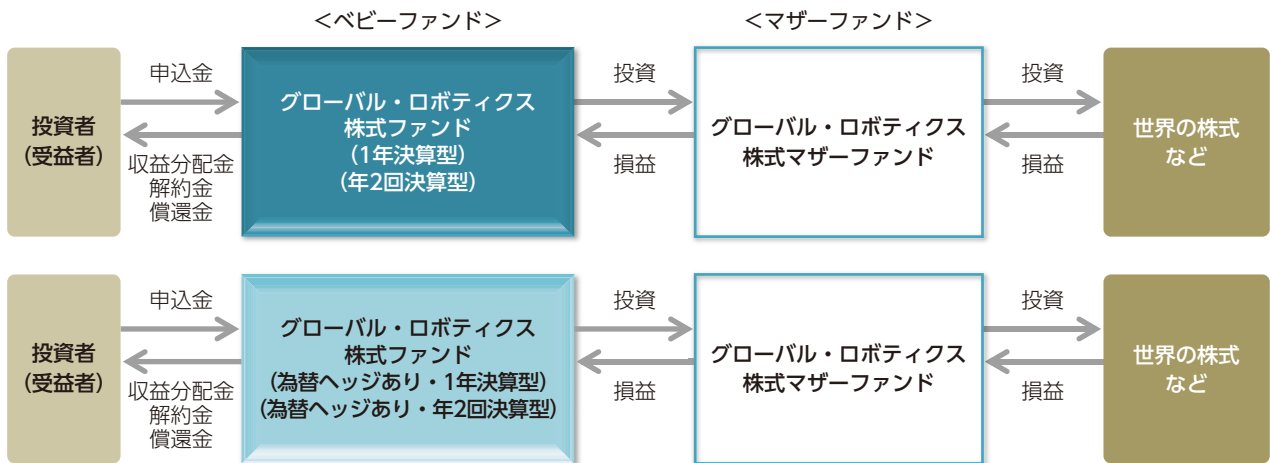 ＜ベビーファンド＞
＜マザーファンド＞
投資者
(受益者)
申込金
収益分配金
解約金
償還金
グローバル・ロボティクス
株式ファンド
(1年決算型)
(年2回決算型)
投資
損益
グローバル・ロボティクス
株式マザーファンド
投資
損益
世界の株式
など
投資者
(受益者)
申込金
収益分配金
解約金
償還金
グローバル・ロボティクス
株式ファンド
(為替ヘッジあり・1年決算型)
(為替ヘッジあり・年2回決算型)
投資
損益
グローバル・ロボティクス
株式マザーファンド
投資
損益
世界の株式
など